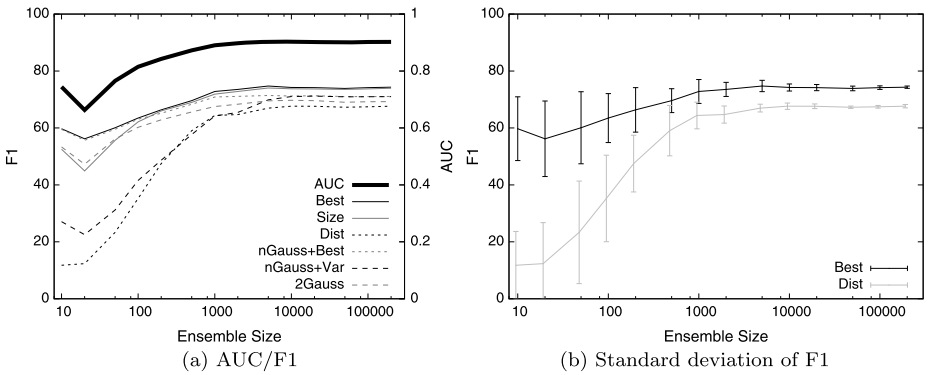 100
80
60
40
20
0
F1
1
0.8
0.6
0.4
0.2
0
AUC
10 100 1000 10000 100000
Ensemble Size
AUC
Best
Size
Dist
nGauss+Best
nGauss+Var
2Gauss
(a) AUC/F1
100
80
60
40
20
0
F1
10 100 1000 10000 100000
Ensemble Size
Best
Dist
(b) Standard deviation of F1